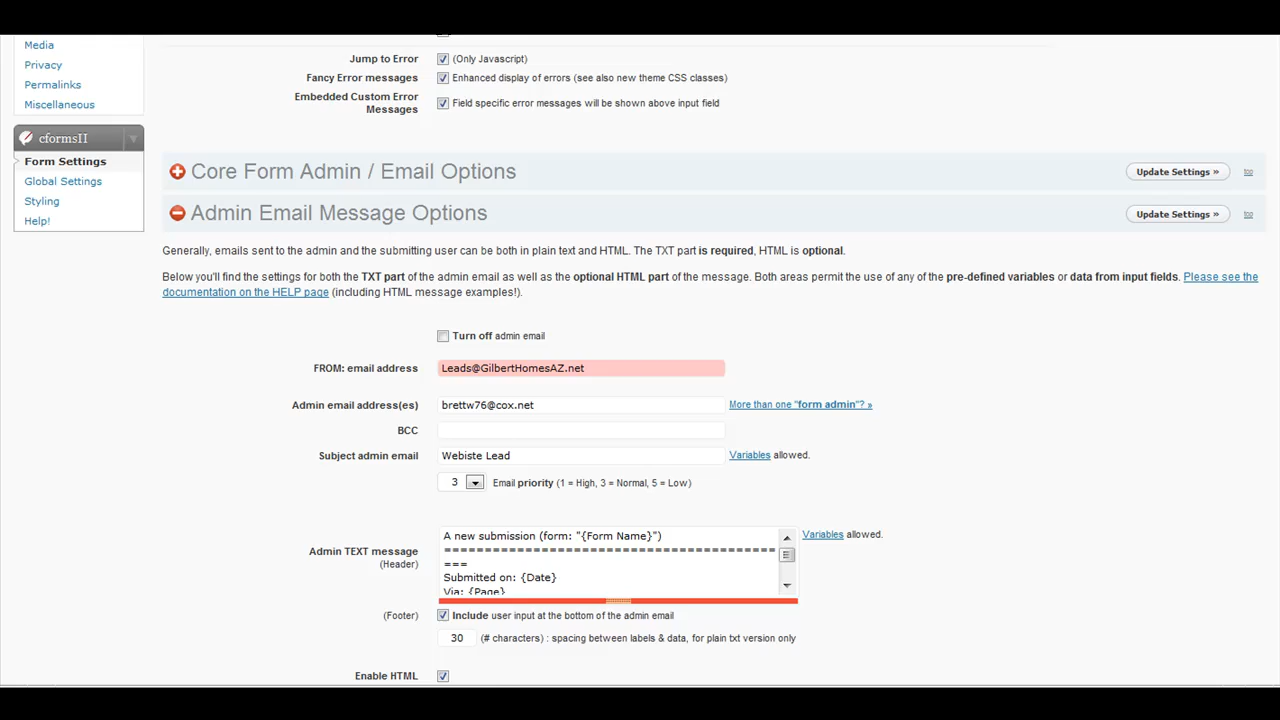 Media
Privacy
Permalinks
Miscellaneous
cformsII
Form Settings
Global Settings
Styling
Help!
Jump to Error (Only Javascript)
Fancy Error messages Enhanced display of errors (see also new theme CSS classes)
Embedded Custom Error
Messages Field specific error messages will be shown above input field
Core Form Admin / Email Options Update Settings » top
Admin Email Message Options Update Settings » top
Generally, emails sent to the admin and the submitting user can be both in plain text and HTML. The TXT part is required, HTML is optional.
Below you'll find the settings for both the TXT part of the admin email as well as the optional HTML part of the message. Both areas permit the use of any of the pre-defined variables or data from input fields. Please see the
documentation on the HELP page (including HTML message examples!).
Turn off admin email
FROM: email address Leads@GilbertHomesAZ.net
Admin email address(es) brettw76@cox.net More than one "form admin"? »
BCC
Subject admin email Webiste Lead Variables allowed.
3 Email priority (1 = High, 3 = Normal, 5 = Low)
Admin TEXT message
(Header)
A new submission (form: "{Form Name}")
========================================
===
Submitted on: {Date}
Via: {Page}
Variables allowed.
(Footer) Include user input at the bottom of the admin email
30 (# characters) : spacing between labels & data, for plain txt version only
Enable HTML